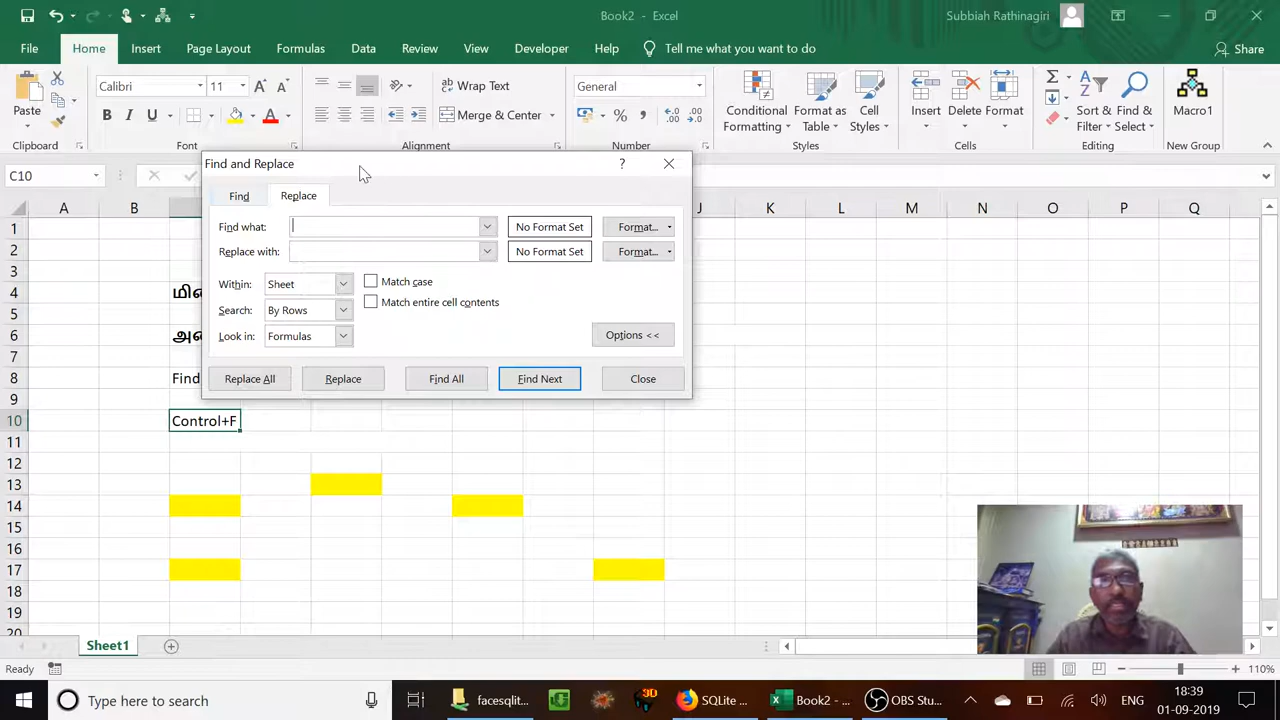 Book2 - Excel
Subbiah Rathinagiri
File Home Insert Page Layout Formulas Data Review View Developer Help Tell me what you want to do Share
Paste
Clipboard
Calibri 11
B I U A
Font
Wrap Text
Merge & Center
Alignment
General
%
Number
Conditional Formatting
Format as Table
Cell Styles
Styles
Insert
Delete
Format
Cells
Sort & Filter
Find & Select
Editing
Macro1
New Group
C10
A B J K L M N O P Q
Find and Replace ?
Find Replace
Find what: No Format Set Format...
Replace with: No Format Set Format...
Within: Sheet Match case
Search: By Rows Match entire cell contents
Look in: Formulas Options <<
Replace All Replace Find All Find Next Close
1
2
3
4
5
6
7
8 Find
9
10 Control+F
11
12
13
14
15
16
17
18
19
20
Sheet1
Ready 110%
Type here to search facesqlit... 3D SQLite ... Book2 - ... OBS Stu... ENG 18:39
01-09-2019